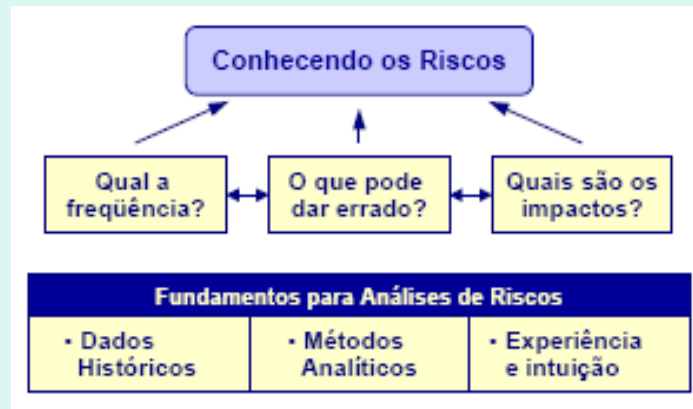 Conhecendo os Riscos
Qual a
freqüência?
O que pode
dar errado?
Quais são os
impactos?
Fundamentos para Análises de Riscos
▪ Dados
Históricos
▪ Métodos
Analíticos
▪ Experiência
e intuição